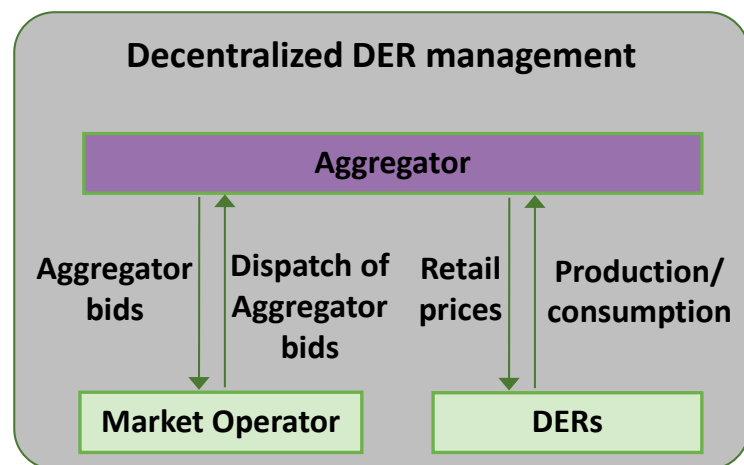 Decentralized DER management
Aggregator
Aggregator
bids
Dispatch of
Aggregator
bids
Retail
prices
Production/
consumption
Market Operator
DERs